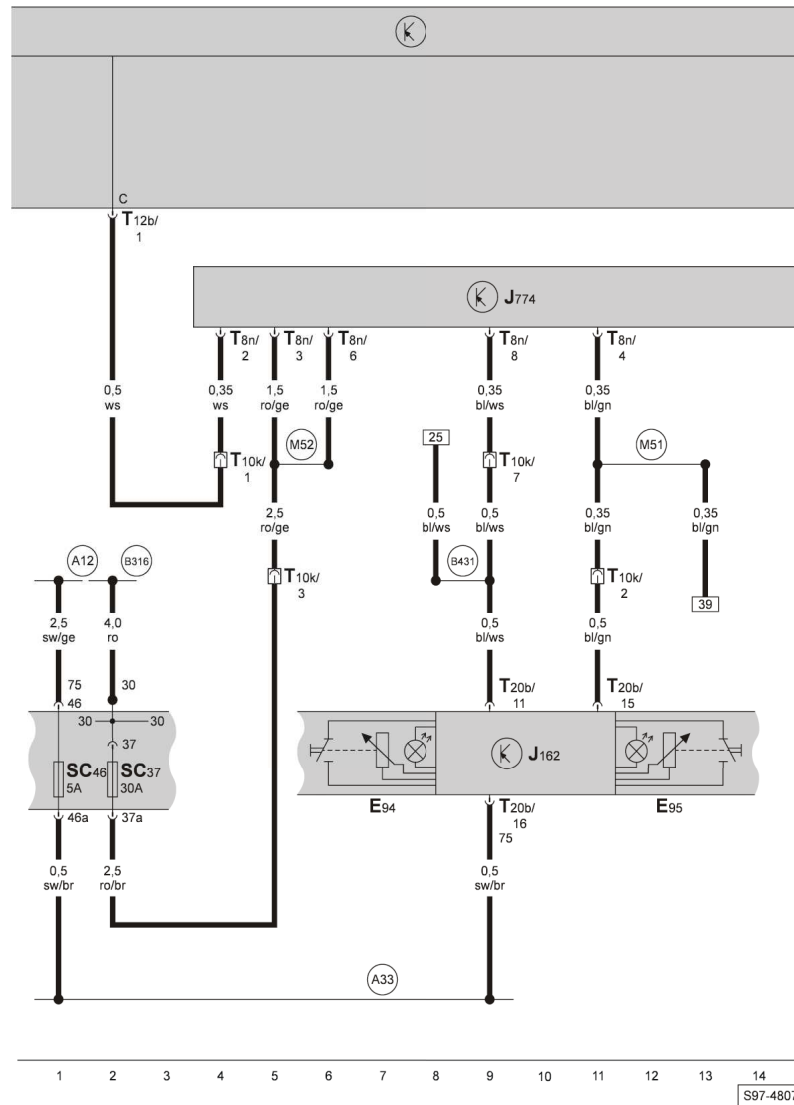 C
T12b/
1
J774
T8n/ T8n/ T8n/ T8n/ T8n/
2 3 6 8 4
0,5 0,35 1,5 1,5 0,35 0,35
ws ws ro/ge ro/ge bl/ws bl/gn
25
M52 M51
T10k/ T10k/
1 7
2,5 0,5 0,5 0,35 0,35
ro/ge bl/ws bl/ws bl/gn bl/gn
A12 B316 B431
T10k/ T10k/
3 2
39
2,5 4,0 0,5 0,5
sw/ge ro bl/ws bl/gn
75 30 T20b/ T20b/
46 11 15
30 30
37
SC46 SC37 J162
5A 30A
E94 E95
46a 37a T20b/
16
75
0,5 2,5 0,5
sw/br ro/br sw/br
A33
1 2 3 4 5 6 7 8 9 10 11 12 13 14
S97-4807